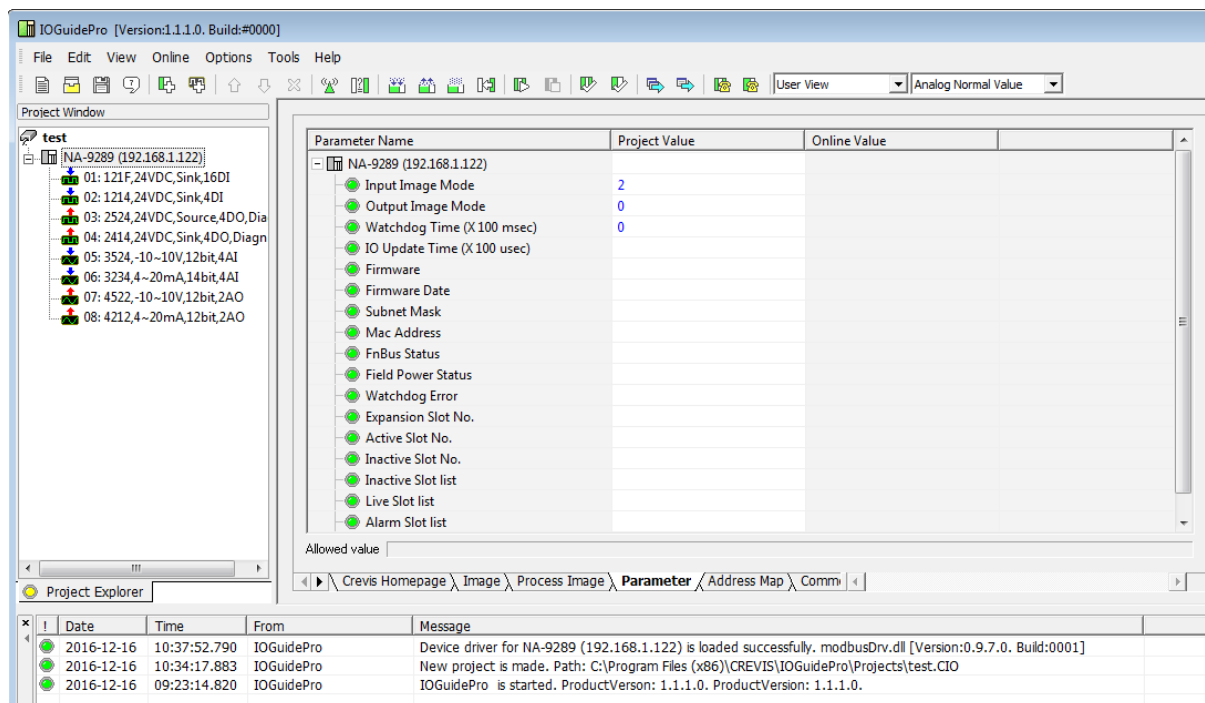 IOGuidePro [Version:1.1.1.0. Build:#0000]
File Edit View Online Options Tools Help
User View Analog Normal Value
Project Window
test
NA-9289 (192.168.1.122)
01: 121F,24VDC,Sink,16DI
02: 1214,24VDC,Sink,4DI
03: 2524,24VDC,Source,4DO,Dia
04: 2414,24VDC,Sink,4DO,Diagn
05: 3524,-10~10V,12bit,4AI
06: 3234,4~20mA,14bit,4AI
07: 4522,-10~10V,12bit,2AO
08: 4212,4~20mA,12bit,2AO
Project Explorer
Parameter Name Project Value Online Value
NA-9289 (192.168.1.122)
Input Image Mode 2
Output Image Mode 0
Watchdog Time (X100 msec) 0
IO Update Time (X100 usec)
Firmware
Firmware Date
Subnet Mask
Mac Address
FnBus Status
Field Power Status
Watchdog Error
Expansion Slot No.
Active Slot No.
Inactive Slot No.
Inactive Slot list
Live Slot list
Alarm Slot list
Allowed value
Crevis Homepage Image Process Image Parameter Address Map Comm
! Date Time From Message
2016-12-16 10:37:52.790 IOGuidePro Device driver for NA-9289 (192.168.1.122) is loaded successfully. modbusDrv.dll [Version:0.9.7.0. Build:0001]
2016-12-16 10:34:17.883 IOGuidePro New project is made. Path: C:\Program Files (x86)\CREVIS\IOGuidePro\Projects\test.CIO
2016-12-16 09:23:14.820 IOGuidePro IOGuidePro is started. ProductVerson: 1.1.1.0. ProductVersion: 1.1.1.0.